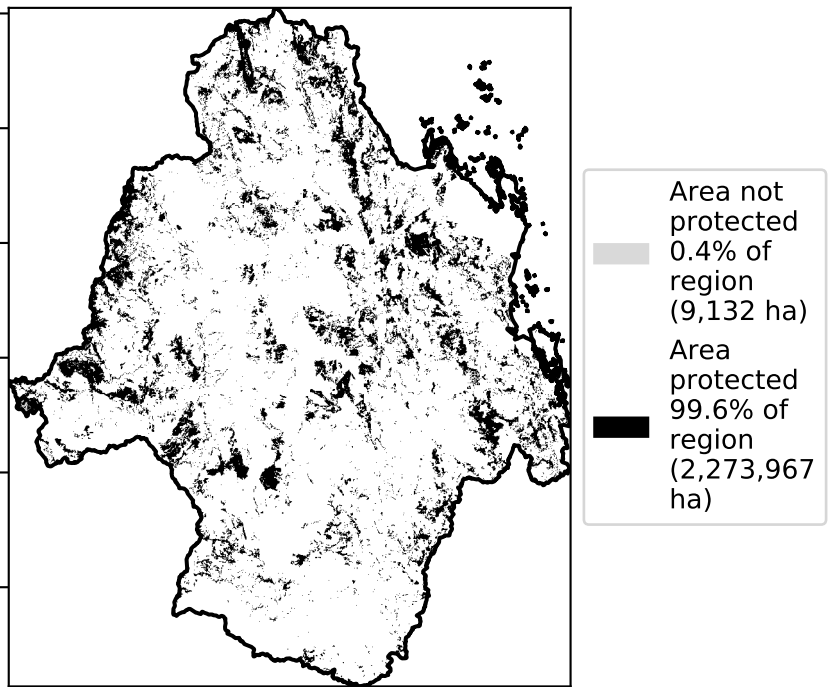 Area not
protected
0.4% of
region
(9,132 ha)
Area
protected
99.6% of
region
(2,273,967
ha)